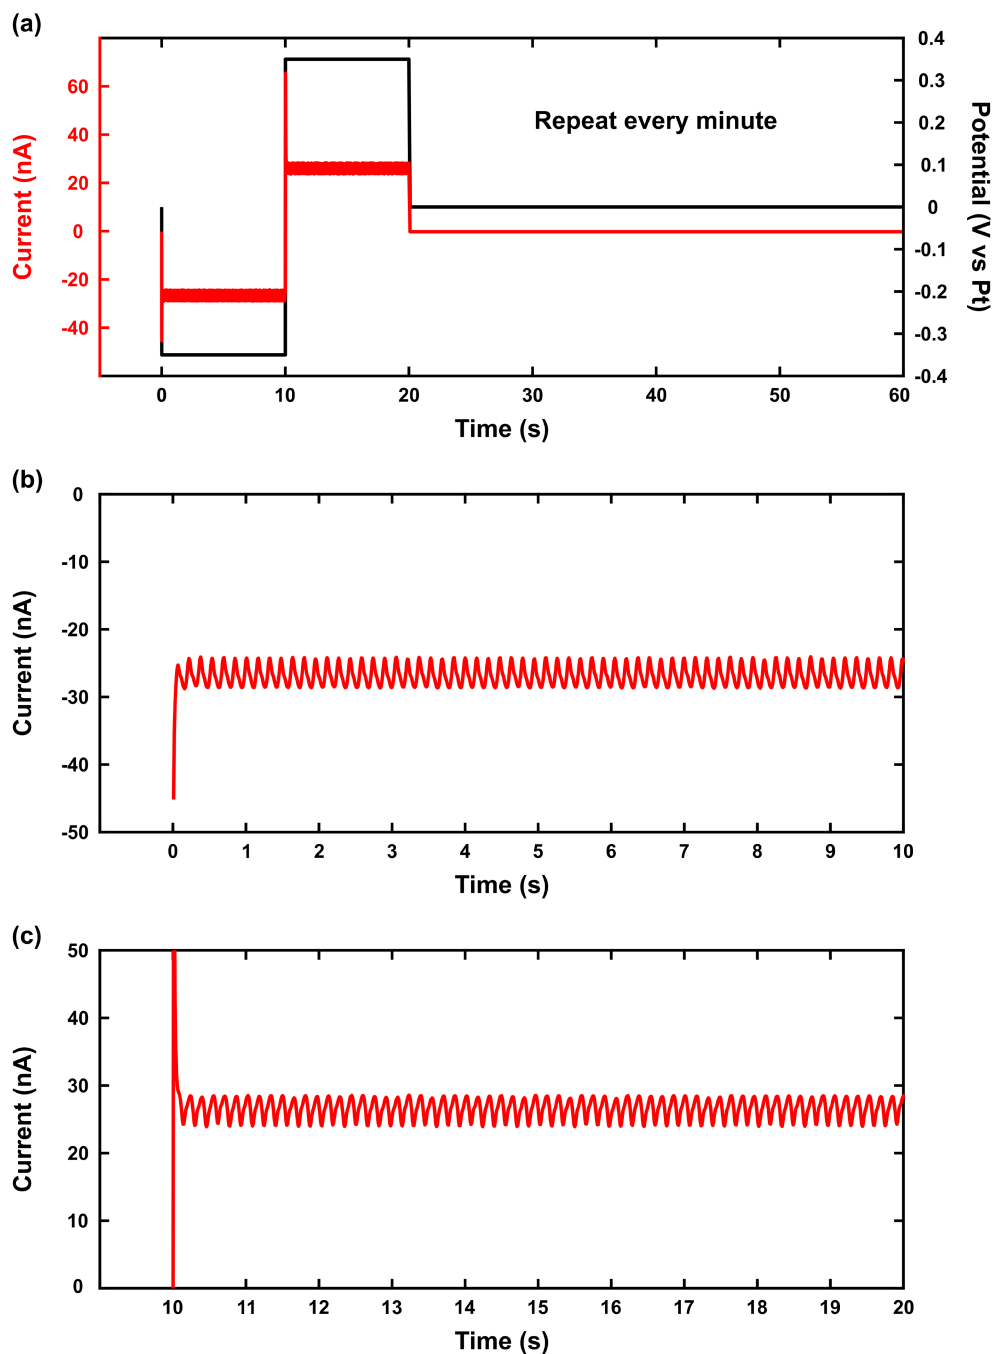 (a)
Current (nA)
60
40
20
0
-20
-40
0.4
0.3
0.2
0.1
0
-0.1
-0.2
-0.3
-0.4
Potential (V vs Pt)
Repeat every minute
0 10 20 30 40 50 60
Time (s)
(b)
Current (nA)
0
-10
-20
-30
-40
-50
0 1 2 3 4 5 6 7 8 9 10
Time (s)
(c)
Current (nA)
50
40
30
20
10
0
10 11 12 13 14 15 16 17 18 19 20
Time (s)